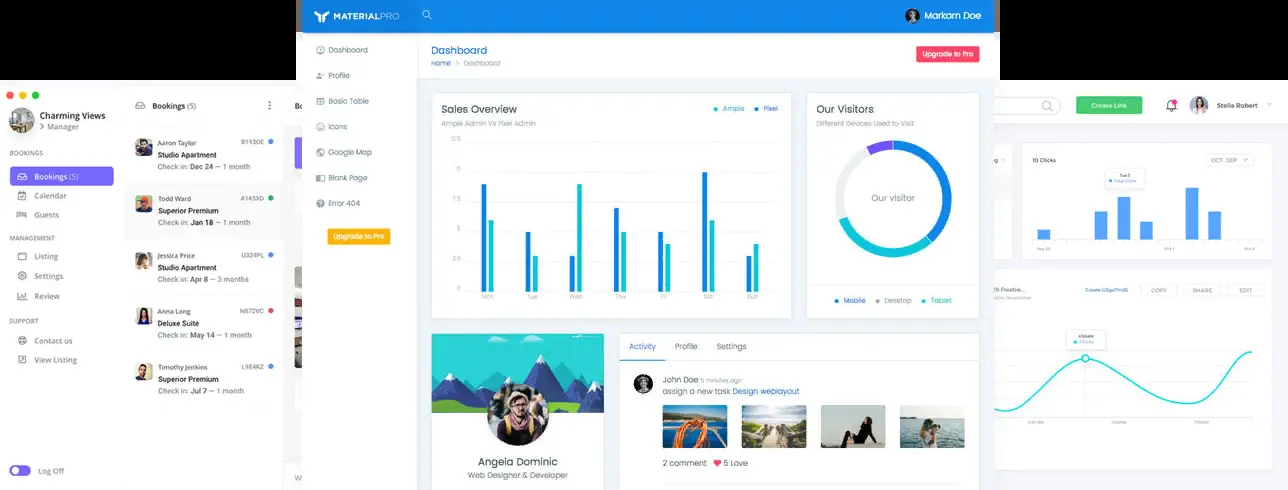 Charming Views
Manager
BOOKINGS
Bookings (5)
Calendar
Guests
MANAGEMENT
Listing
Settings
Review
SUPPORT
Contact us
View Listing
Log Off
Bookings (5)
Aaron Taylor
B1193OE
Studio Apartment
Check in: Dec 24 — 1 month
Todd Ward
A145XD
Superior Premium
Check in: Jan 18 — 1 month
Jessica Price
U324PL
Studio Apartment
Check in: Apr 8 — 3 months
Anna Long
N872VC
Deluxe Suite
Check in: May 14 — 1 month
Timothy Jenkins
L984KZ
Superior Premium
Check in: Jul 7 — 1 month
Bo
W
MATERIALPRO
Markarn Doe
Dashboard
Profile
Basic Table
Icons
Google Map
Blank Page
Error 404
Upgrade to Pro
Dashboard
Home > Dashboard
Upgrade to Pro
Sales Overview
Ample Admin Vs Pixel Admin
Ample
Pixel
12.5
10
7.5
5
2.5
0
Mon
Tue
Wed
Thu
Fri
Sat
Sun
Our Visitors
Different Devices Used to Visit
Our visitor
Mobile
Desktop
Tablet
Angela Dominic
Web Designer & Developer
Activity
Profile
Settings
John Doe 5 minutes ago
assign a new task Design weblayout
2 comment
5 Love
Create Link
Stella Robert
10 Clicks
OCT- SEP
Tue 3
COPY
SHARE
EDIT